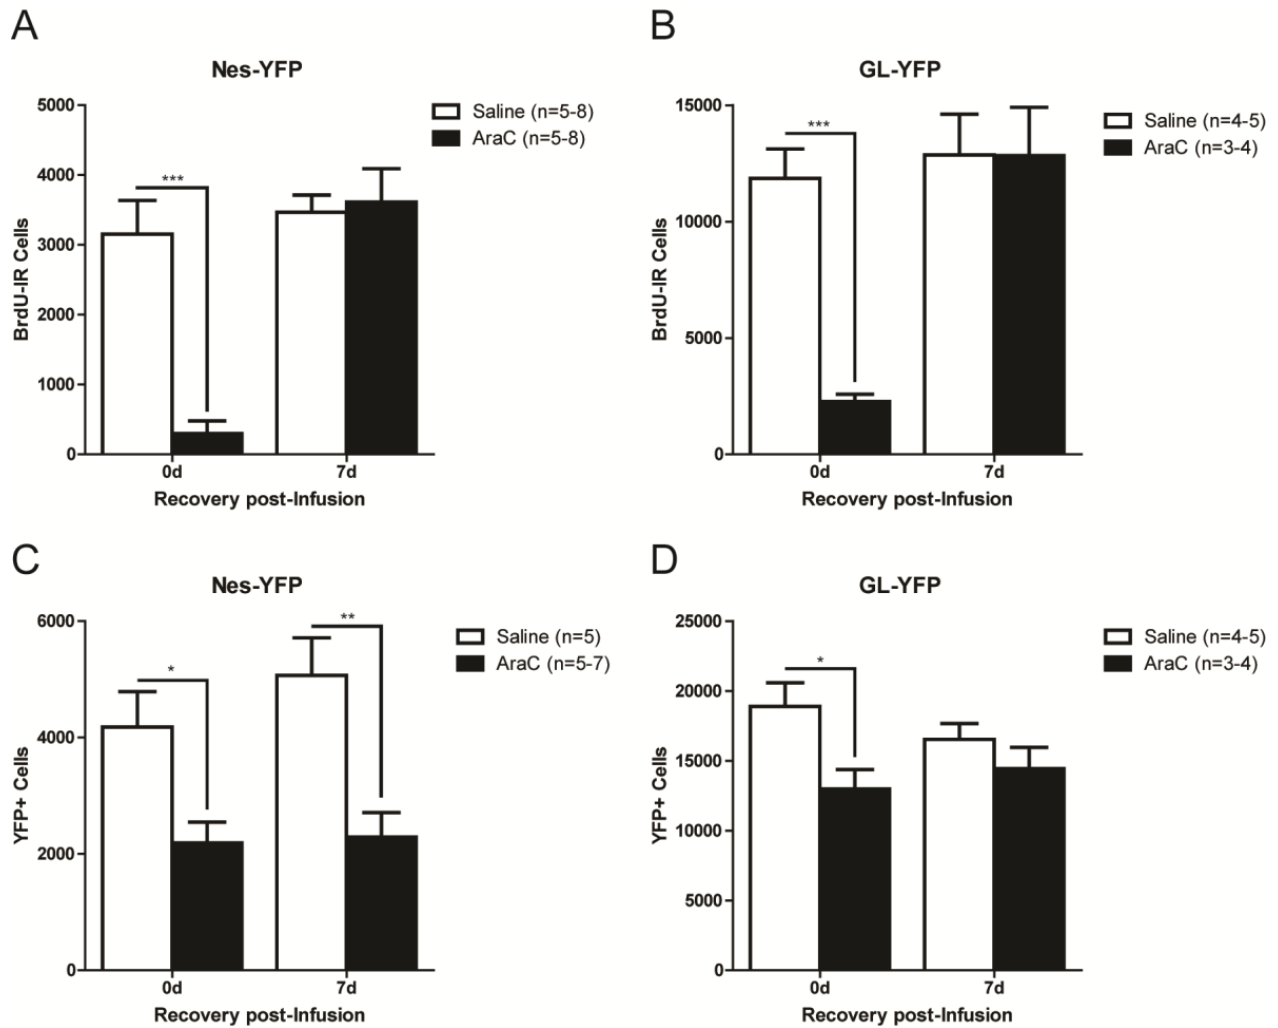 A
Nes-YFP
5000
4000
3000
2000
1000
0
BrdU-IR Cells
***
Saline (n=5-8)
AraC (n=5-8)
0d
7d
Recovery post-Infusion
B
GL-YFP
15000
10000
5000
0
BrdU-IR Cells
***
Saline (n=4-5)
AraC (n=3-4)
0d
7d
Recovery post-Infusion
C
Nes-YFP
6000
4000
2000
0
YFP+ Cells
*
**
Saline (n=5)
AraC (n=5-7)
0d
7d
Recovery post-Infusion
D
GL-YFP
25000
20000
15000
10000
5000
0
YFP+ Cells
*
Saline (n=4-5)
AraC (n=3-4)
0d
7d
Recovery post-Infusion